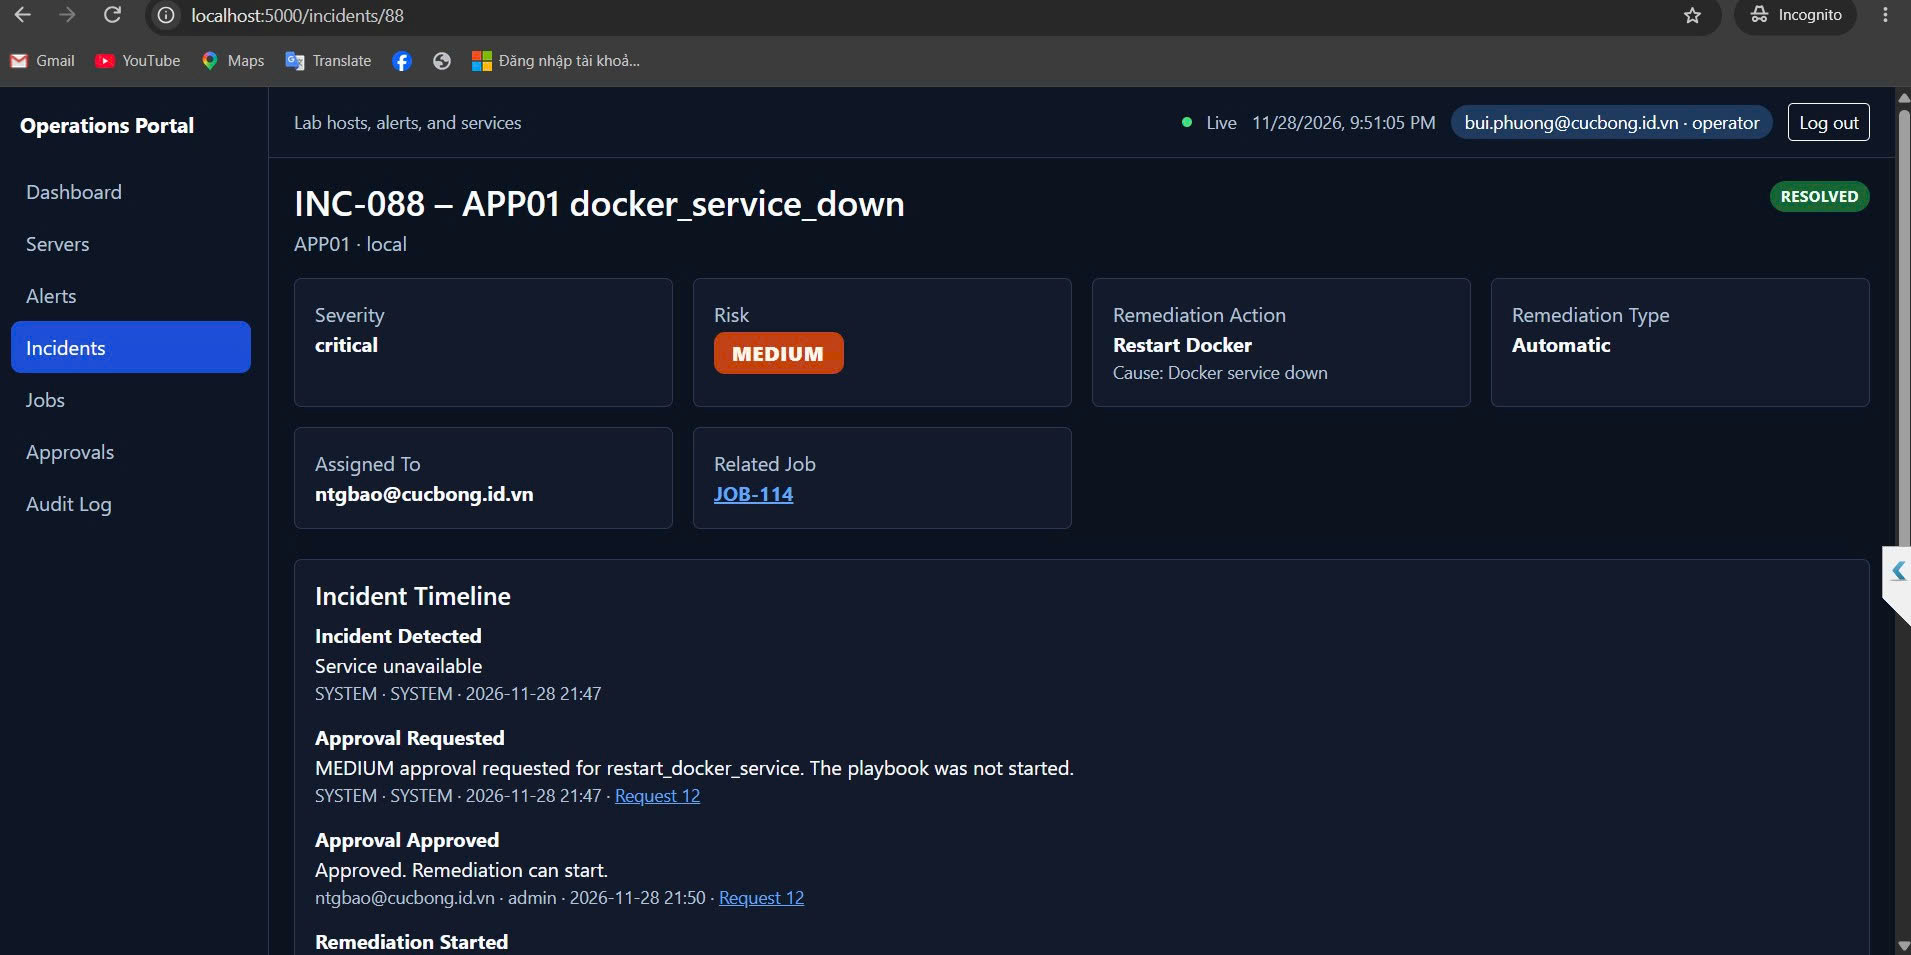 localhost:5000/incidents/88
Incognito
Gmail
YouTube
Maps
Translate
Đăng nhập tài khoả...
Operations Portal
Lab hosts, alerts, and services
Live 11/28/2026, 9:51:05 PM
bui.phuong@cucbong.id.vn · operator
Log out
Dashboard
Servers
Alerts
Incidents
Jobs
Approvals
Audit Log
INC-088 – APP01 docker_service_down
RESOLVED
APP01 · local
Severity
critical
Risk
MEDIUM
Remediation Action
Restart Docker
Cause: Docker service down
Remediation Type
Automatic
Assigned To
ntgbao@cucbong.id.vn
Related Job
JOB-114
Incident Timeline
Incident Detected
Service unavailable
SYSTEM · SYSTEM · 2026-11-28 21:47
Approval Requested
MEDIUM approval requested for restart_docker_service. The playbook was not started.
SYSTEM · SYSTEM · 2026-11-28 21:47 · Request 12
Approval Approved
Approved. Remediation can start.
ntgbao@cucbong.id.vn · admin · 2026-11-28 21:50 · Request 12
Remediation Started